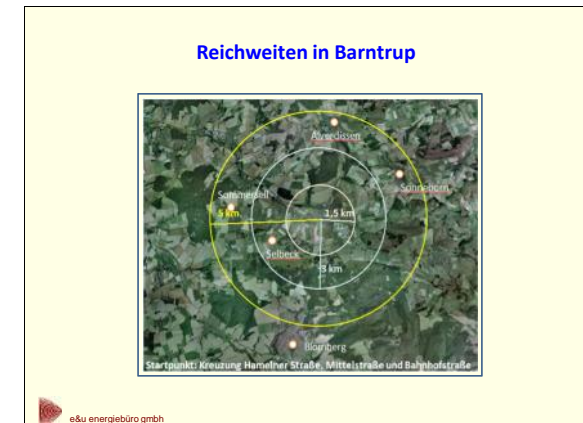 Reichweiten in Barntrup
Alverdissen
Sonneborn
Sommersell
5 km
1,5 km
Selbeck
3 km
Blomberg
Startpunkt: Kreuzung Hamelner Straße, Mittelstraße und Bahnhofstraße
e&u energiebüro gmbh